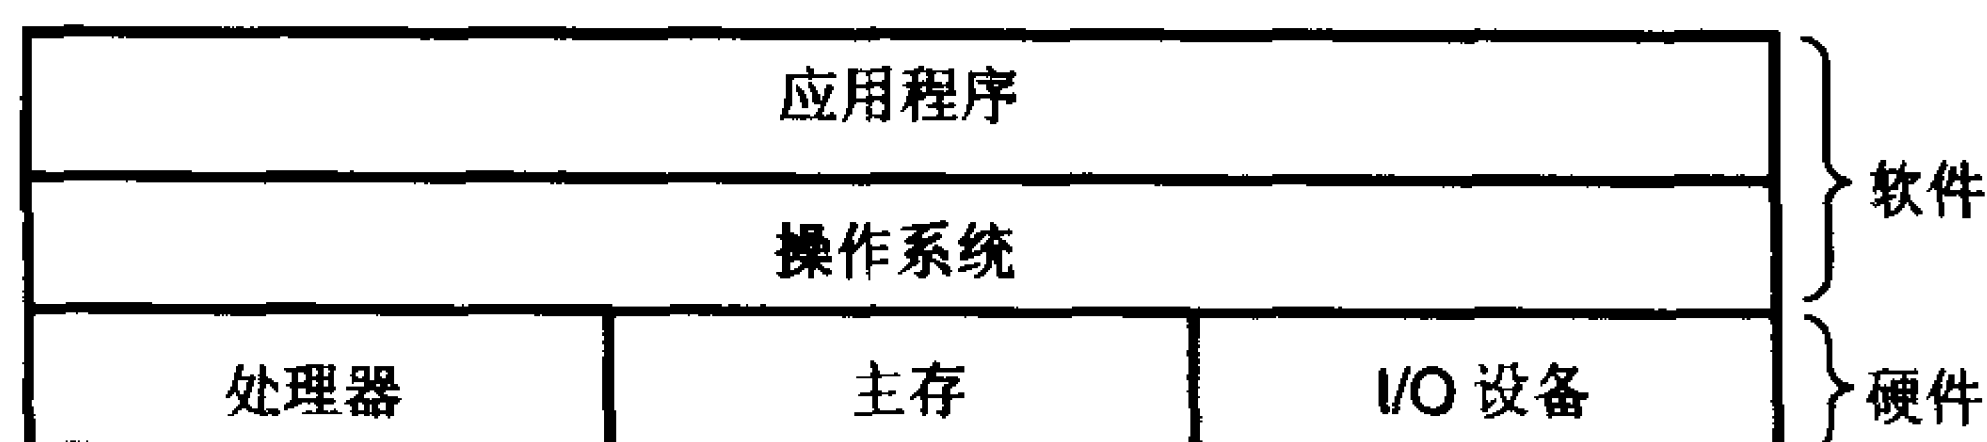 应用程序
软件
操作系统
处理器 主存 I/O 设备 硬件